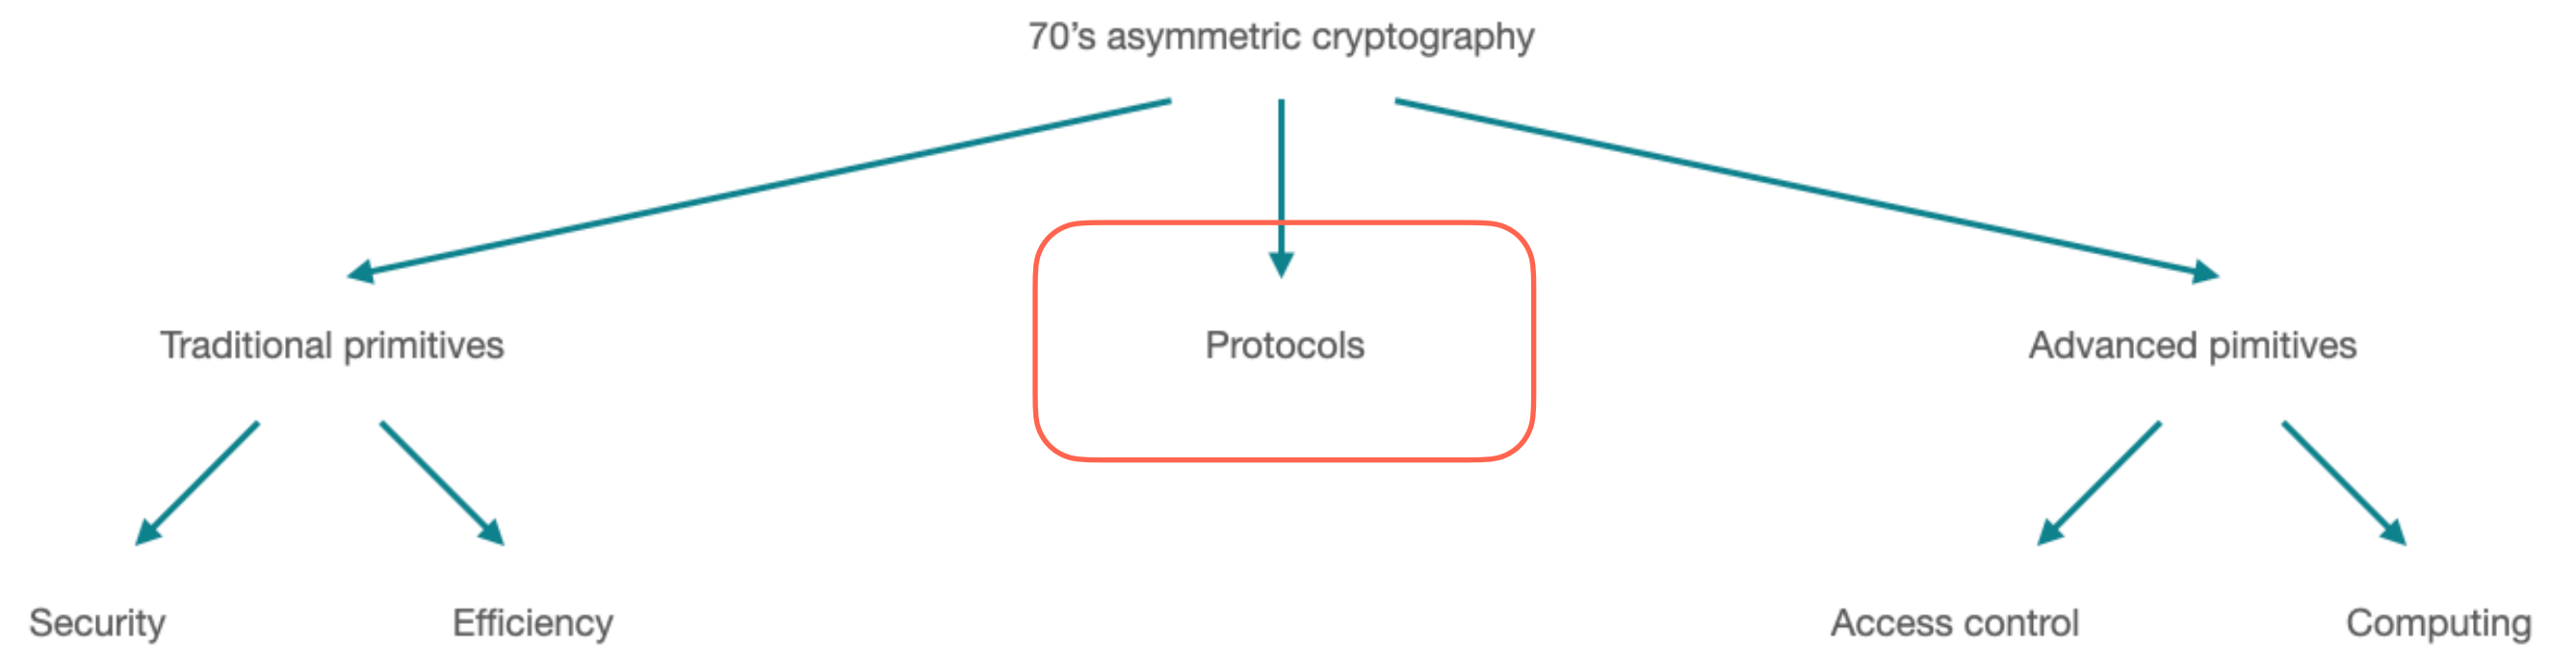 70’s asymmetric cryptography
Traditional primitives
Protocols
Advanced pimitives
Security
Efficiency
Access control
Computing